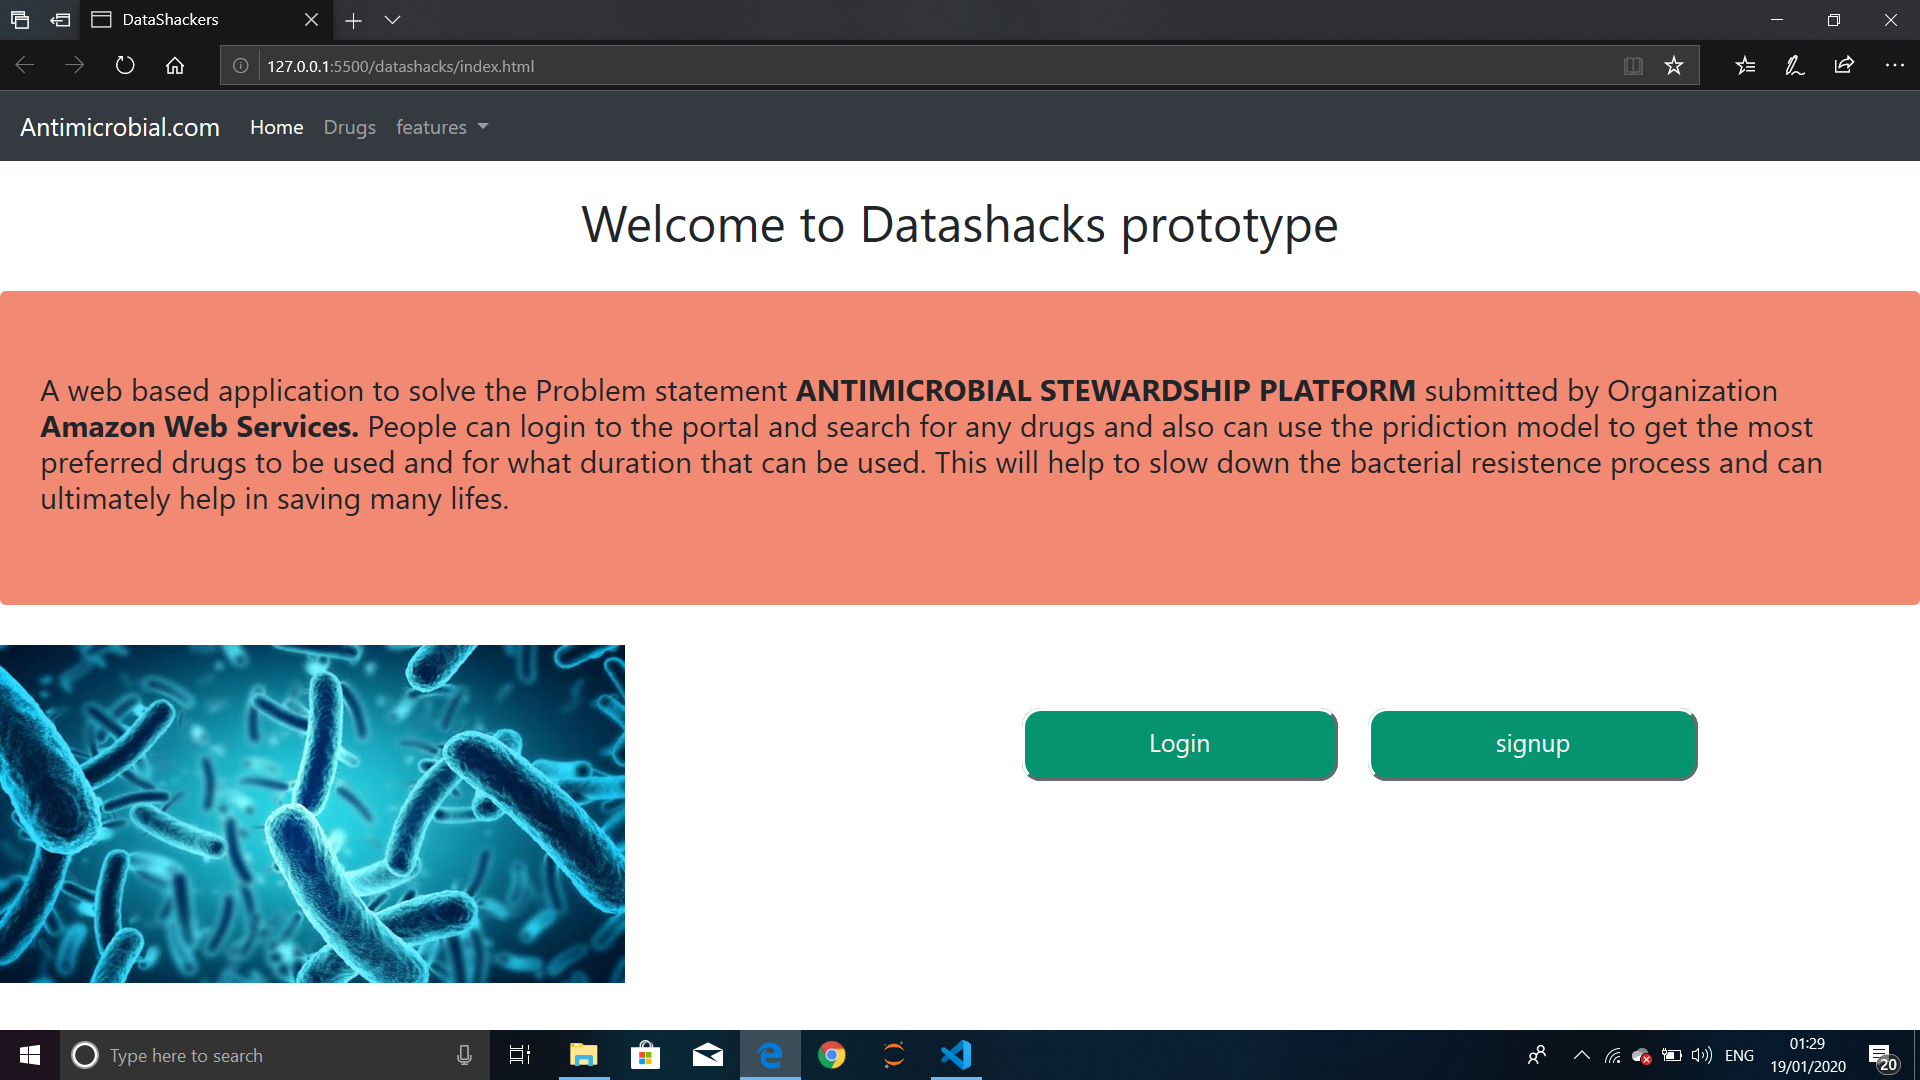 DataShackers
127.0.0.1:5500/datashacks/index.html
Antimicrobial.com Home Drugs features
Welcome to Datashacks prototype
A web based application to solve the Problem statement ANTIMICROBIAL STEWARDSHIP PLATFORM submitted by Organization
Amazon Web Services. People can login to the portal and search for any drugs and also can use the pridiction model to get the most
preferred drugs to be used and for what duration that can be used. This will help to slow down the bacterial resistence process and can
ultimately help in saving many lifes.
Login signup
Type here to search
ENG
01:29
19/01/2020
20